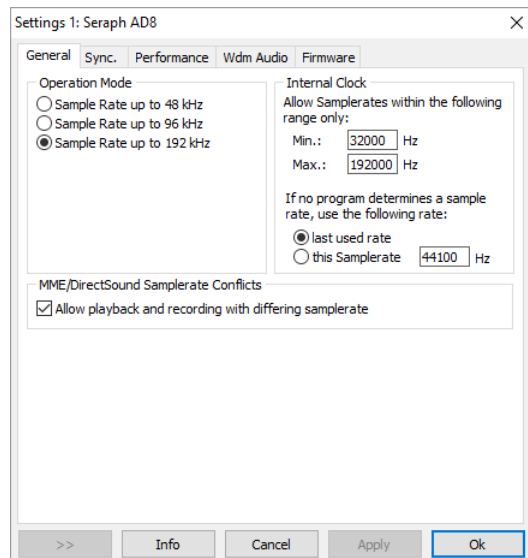 Settings 1: Seraph AD8
General Sync. Performance Wdm Audio Firmware
Operation Mode
Sample Rate up to 48 kHz
Sample Rate up to 96 kHz
Sample Rate up to 192 kHz
Internal Clock
Allow Samplerates within the following
range only:
Min.: 32000 Hz
Max.: 192000 Hz
If no program determines a sample
rate, use the following rate:
last used rate
this Samplerate 44100 Hz
MME/DirectSound Samplerate Conflicts
Allow playback and recording with differing samplerate
>> Info Cancel Apply Ok